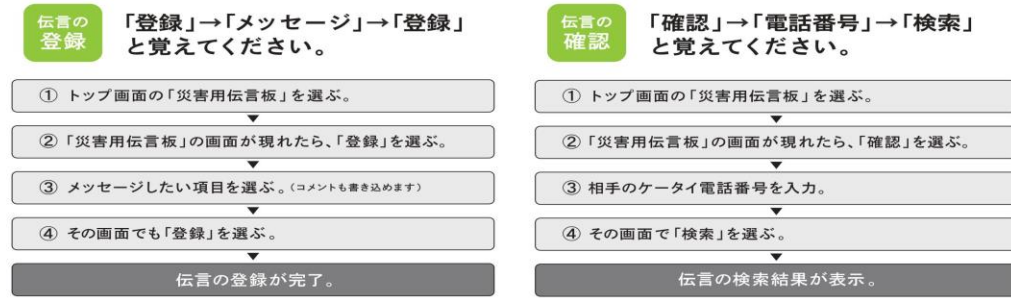 伝言の
登録
「登録」→「メッセージ」→「登録」
と覚えてください。
① トップ画面の「災害用伝言板」を選ぶ。
② 「災害用伝言板」の画面が現れたら、「登録」を選ぶ。
③ メッセージしたい項目を選ぶ。(コメントも書き込めます)
④ その画面でも「登録」を選ぶ。
伝言の登録が完了。
伝言の
確認
「確認」→「電話番号」→「検索」
と覚えてください。
① トップ画面の「災害用伝言板」を選ぶ。
② 「災害用伝言板」の画面が現れたら、「確認」を選ぶ。
③ 相手のケータイ電話番号を入力。
④ その画面で「検索」を選ぶ。
伝言の検索結果が表示。